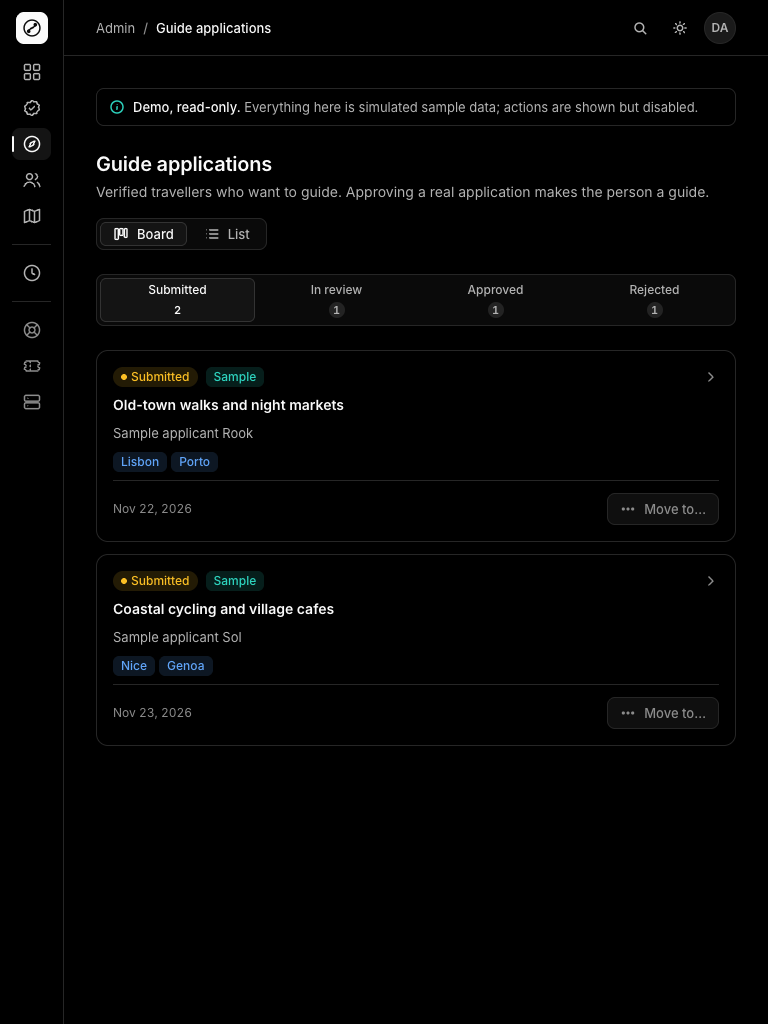 Admin / Guide applications
DA
Demo, read-only. Everything here is simulated sample data; actions are shown but disabled.
Guide applications
Verified travellers who want to guide. Approving a real application makes the person a guide.
Board List
Submitted In review Approved Rejected
2 1 1 1
Submitted Sample
Old-town walks and night markets
Sample applicant Rook
Lisbon Porto
Nov 22, 2026 Move to...
Submitted Sample
Coastal cycling and village cafes
Sample applicant Sol
Nice Genoa
Nov 23, 2026 Move to...